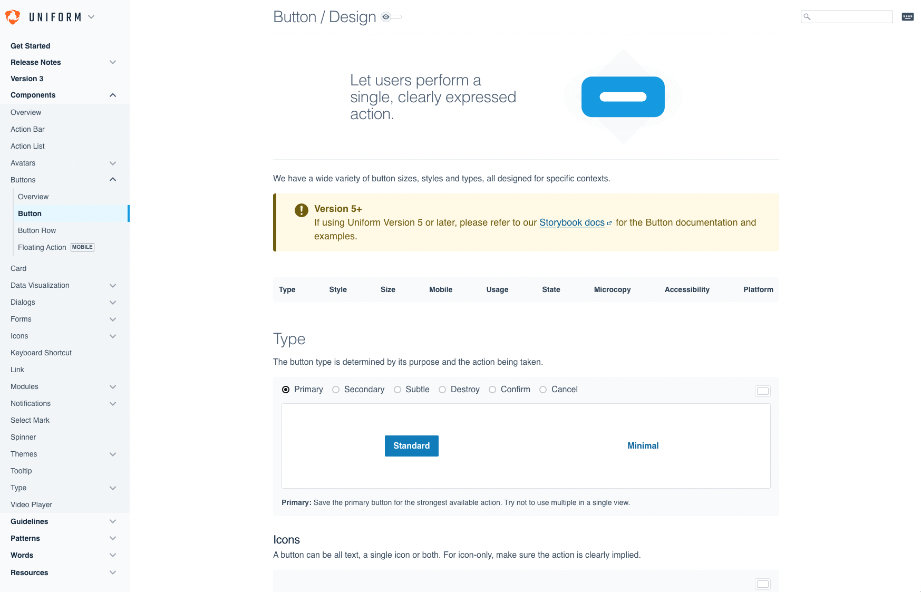 UNIFORM
Get Started
Release Notes
Version 3
Components
Overview
Action Bar
Action List
Avatars
Buttons
Overview
Button
Button Row
Floating Action MOBILE
Card
Data Visualization
Dialogs
Forms
Icons
Keyboard Shortcut
Link
Modules
Notifications
Select Mark
Spinner
Themes
Tooltip
Type
Video Player
Guidelines
Patterns
Words
Resources
Button / Design
Let users perform a
single, clearly expressed
action.
We have a wide variety of button sizes, styles and types, all designed for specific contexts.
Version 5+
If using Uniform Version 5 or later, please refer to our Storybook docs for the Button documentation and
examples.
Type Style Size Mobile Usage State Microcopy Accessibility Platform
Type
The button type is determined by its purpose and the action being taken.
Primary Secondary Subtle Destroy Confirm Cancel
Standard Minimal
Primary: Save the primary button for the strongest available action. Try not to use multiple in a single view.
Icons
A button can be all text, a single icon or both. For icon-only, make sure the action is clearly implied.